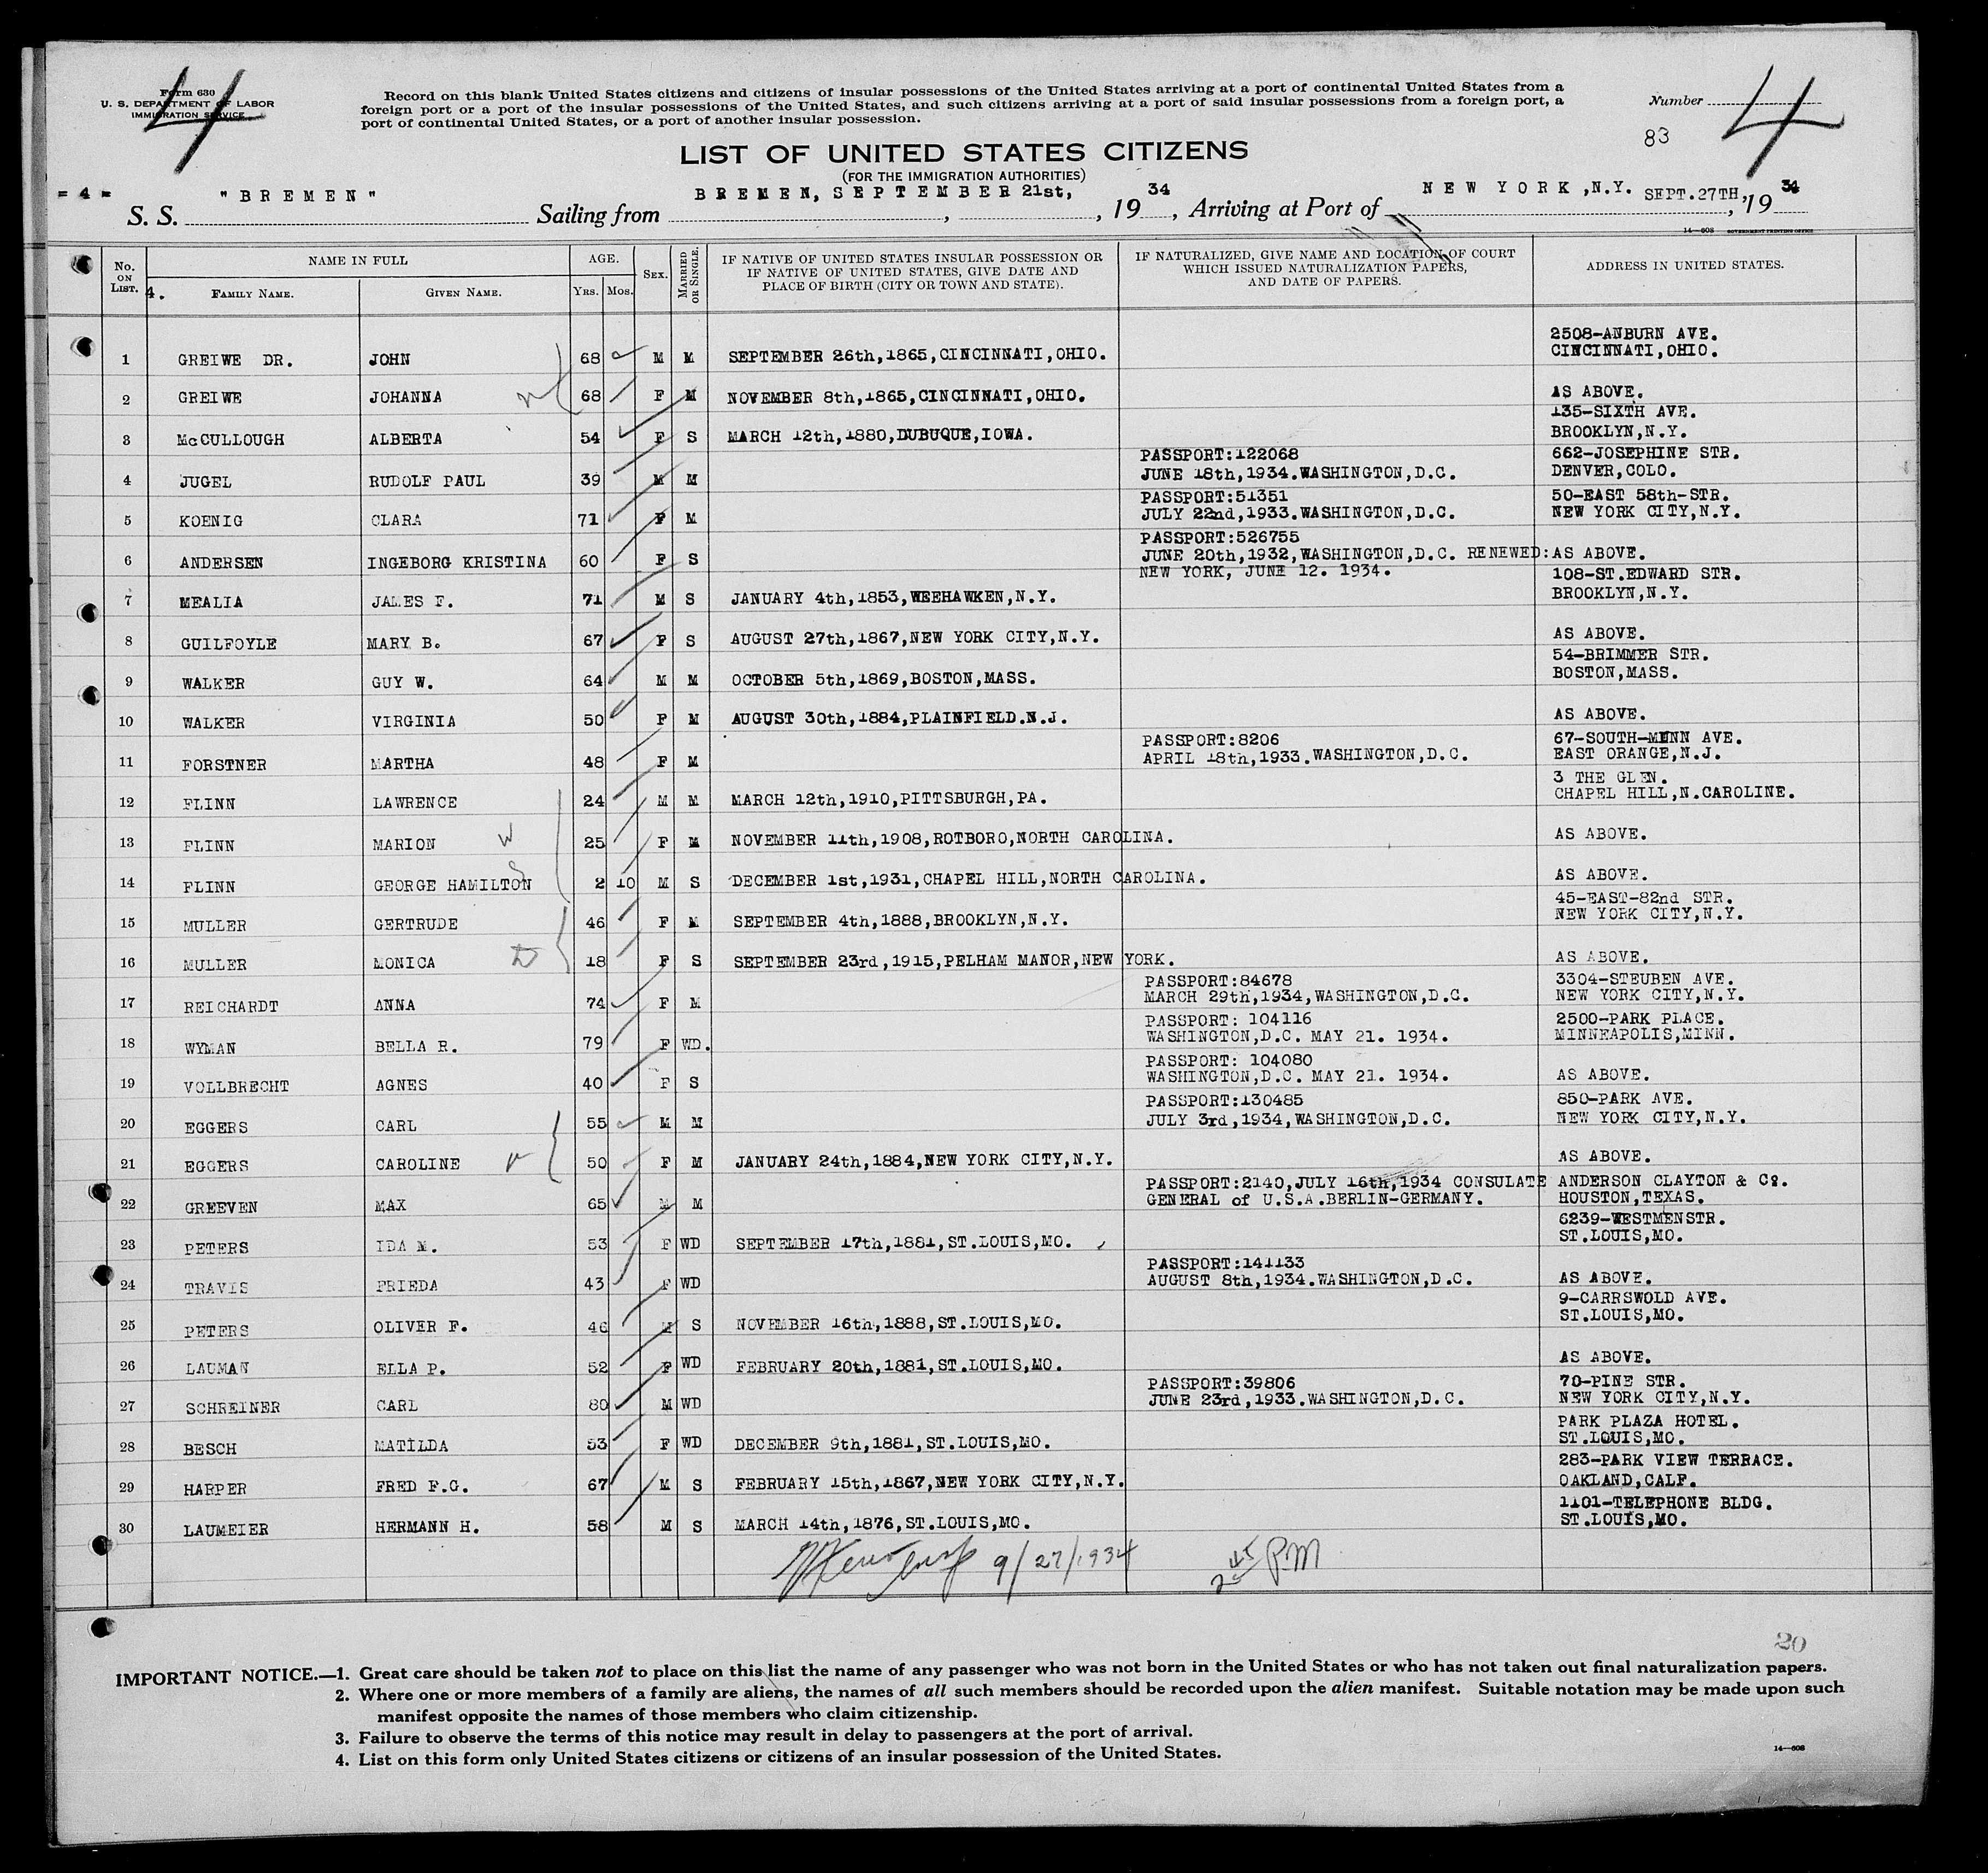 4
Form 630
U. S. DEPARTMENT OF LABOR
IMMIGRATION SERVICE
Record on this blank United States citizens and citizens of insular possessions of the United States arriving at a port of continental United States from a
foreign port or a port of the insular possessions of the United States, and such citizens arriving at a port of said insular possessions from a foreign port, a
port of continental United States, or a port of another insular possession.
Number 4
83
LIST OF UNITED STATES CITIZENS
(FOR THE IMMIGRATION AUTHORITIES)
= 4 =
S. S. "BREMEN" Sailing from BREMEN, SEPTEMBER 21st, , 1934, Arriving at Port of NEW YORK,N.Y. SEPT.27TH, 1934
14—608 GOVERNMENT PRINTING OFFICE
No. ON LIST. NAME IN FULL AGE. SEX. MARRIED OR SINGLE. IF NATIVE OF UNITED STATES INSULAR POSSESSION OR IF NATIVE OF UNITED STATES, GIVE DATE AND PLACE OF BIRTH (CITY OR TOWN AND STATE). IF NATURALIZED, GIVE NAME AND LOCATION OF COURT WHICH ISSUED NATURALIZATION PAPERS, AND DATE OF PAPERS. ADDRESS IN UNITED STATES.
4. FAMILY NAME. GIVEN NAME. YRS. MOS.
2508-ANBURN AVE.
1 GREIWE DR. JOHN 68 M M SEPTEMBER 26th,1865,CINCINNATI,OHIO. CINCINNATI,OHIO.
2 GREIWE JOHANNA 68 F M NOVEMBER 8th,1865,CINCINNATI,OHIO. AS ABOVE.
135-SIXTH AVE.
3 McCULLOUGH ALBERTA 54 F S MARCH 12th,1880,DUBUQUE,IOWA. BROOKLYN,N.Y.
PASSPORT:122068 662-JOSEPHINE STR.
4 JUGEL RUDOLF PAUL 39 M M JUNE 18th,1934.WASHINGTON,D.C. DENVER,COLO.
PASSPORT:51351 50-EAST 58th-STR.
5 KOENIG CLARA 71 F M JULY 22nd,1933.WASHINGTON,D.C. NEW YORK CITY,N.Y.
PASSPORT:526755
6 ANDERSEN INGEBORG KRISTINA 60 F S JUNE 20th,1932,WASHINGTON,D.C. RENEWED: AS ABOVE.
NEW YORK, JUNE 12. 1934. 108-ST.EDWARD STR.
7 MEALIA JALES F. 71 M S JANUARY 4th,1853,WEEHAWKEN,N.Y. BROOKLYN,N.Y.
8 GUILFOYLE MARY B. 67 F S AUGUST 27th,1867,NEW YORK CITY,N.Y. AS ABOVE.
54-BRIMMER STR.
9 WALKER GUY W. 64 M M OCTOBER 5th,1869,BOSTON,MASS. BOSTON,MASS.
10 WALKER VIRGINIA 50 F M AUGUST 30th,1884,PLAINFIELD.N.J. AS ABOVE.
PASSPORT:8206 67-SOUTH-MUNN AVE.
11 FORSTNER MARTHA 48 F M APRIL 18th,1933.WASHINGTON,D.C. EAST ORANGE,N.J.
3 THE GLEN.
12 FLINN LAWRENCE 24 M M MARCH 12th,1910,PITTSBURGH,PA. CHAPEL HILL,N.CAROLINE.
13 FLINN MARION W 25 F M NOVEMBER 11th,1908,ROTBORO,NORTH CAROLINA. AS ABOVE.
14 FLINN GEORGE HAMILTON S 2 10 M S DECEMBER 1st,1931,CHAPEL HILL,NORTH CAROLINA. AS ABOVE.
45-EAST-82nd STR.
15 MULLER GERTRUDE 46 F M SEPTEMBER 4th,1888,BROOKLYN,N.Y. NEW YORK CITY,N.Y.
16 MULLER MONICA D 18 F S SEPTEMBER 23rd,1915,PELHAM MANOR,NEW YORK. AS ABOVE.
PASSPORT:84678 3304-STEUBEN AVE.
17 REICHARDT ANNA 74 F M MARCH 29th,1934,WASHINGTON,D.C. NEW YORK CITY,N.Y.
PASSPORT: 104116 2500-PARK PLACE.
18 WYMAN BELLA R. 79 F WD. WASHINGTON,D.C. MAY 21. 1934. MINNEAPOLIS,MINN.
PASSPORT: 104080
19 VOLLBRECHT AGNES 40 F S WASHINGTON,D.C. MAY 21. 1934. AS ABOVE.
PASSPORT:130485 850-PARK AVE.
20 EGGERS CARL 55 M M JULY 3rd,1934,WASHINGTON,D.C. NEW YORK CITY,N.Y.
21 EGGERS CAROLINE 50 F M JANUARY 24th,1884,NEW YORK CITY,N.Y. AS ABOVE.
PASSPORT:2140,JULY 16th,1934 CONSULATE ANDERSON CLAYTON & Co.
22 GREEVEN MAX 65 M M GENERAL of U.S.A.BERLIN-GERMANY. HOUSTON,TEXAS.
6239-WESTMENSTR.
23 PETERS IDA M. 53 F WD SEPTEMBER 17th,1881,ST.LOUIS,MO. ST.LOUIS,MO.
PASSPORT:141133
24 TRAVIS FRIEDA 43 F WD AUGUST 8th,1934.WASHINGTON,D.C. AS ABOVE.
9-CARRSWOLD AVE.
25 PETERS OLIVER F. 46 M S NOVEMBER 16th,1888,ST.LOUIS,MO. ST.LOUIS,MO.
26 LAUMAN ELLA P. 52 F WD FEBRUARY 20th,1881,ST.LOUIS,MO. AS ABOVE.
PASSPORT:39806 70-PINE STR.
27 SCHREINER CARL 80 M WD JUNE 23rd,1933.WASHINGTON,D.C. NEW YORK CITY,N.Y.
PARK PLAZA HOTEL.
28 BESCH MATILDA 53 F WD DECEMBER 9th,1881,ST.LOUIS,MO. ST.LOUIS,MO.
283-PARK VIEW TERRACE.
29 HARPER FRED F.G. 67 M S FEBRUARY 15th,1867,NEW YORK CITY,N.Y. OAKLAND,CALF.
1101-TELEPHONE BLDG.
30 LAUMEIER HERMANN H. 58 M S MARCH 14th,1876,ST.LOUIS,MO. ST.LOUIS,MO.
9/27/1934 2 45 PM
20
IMPORTANT NOTICE.—1. Great care should be taken not to place on this list the name of any passenger who was not born in the United States or who has not taken out final naturalization papers.
2. Where one or more members of a family are aliens, the names of all such members should be recorded upon the alien manifest. Suitable notation may be made upon such
manifest opposite the names of those members who claim citizenship.
3. Failure to observe the terms of this notice may result in delay to passengers at the port of arrival.
4. List on this form only United States citizens or citizens of an insular possession of the United States.
14—608